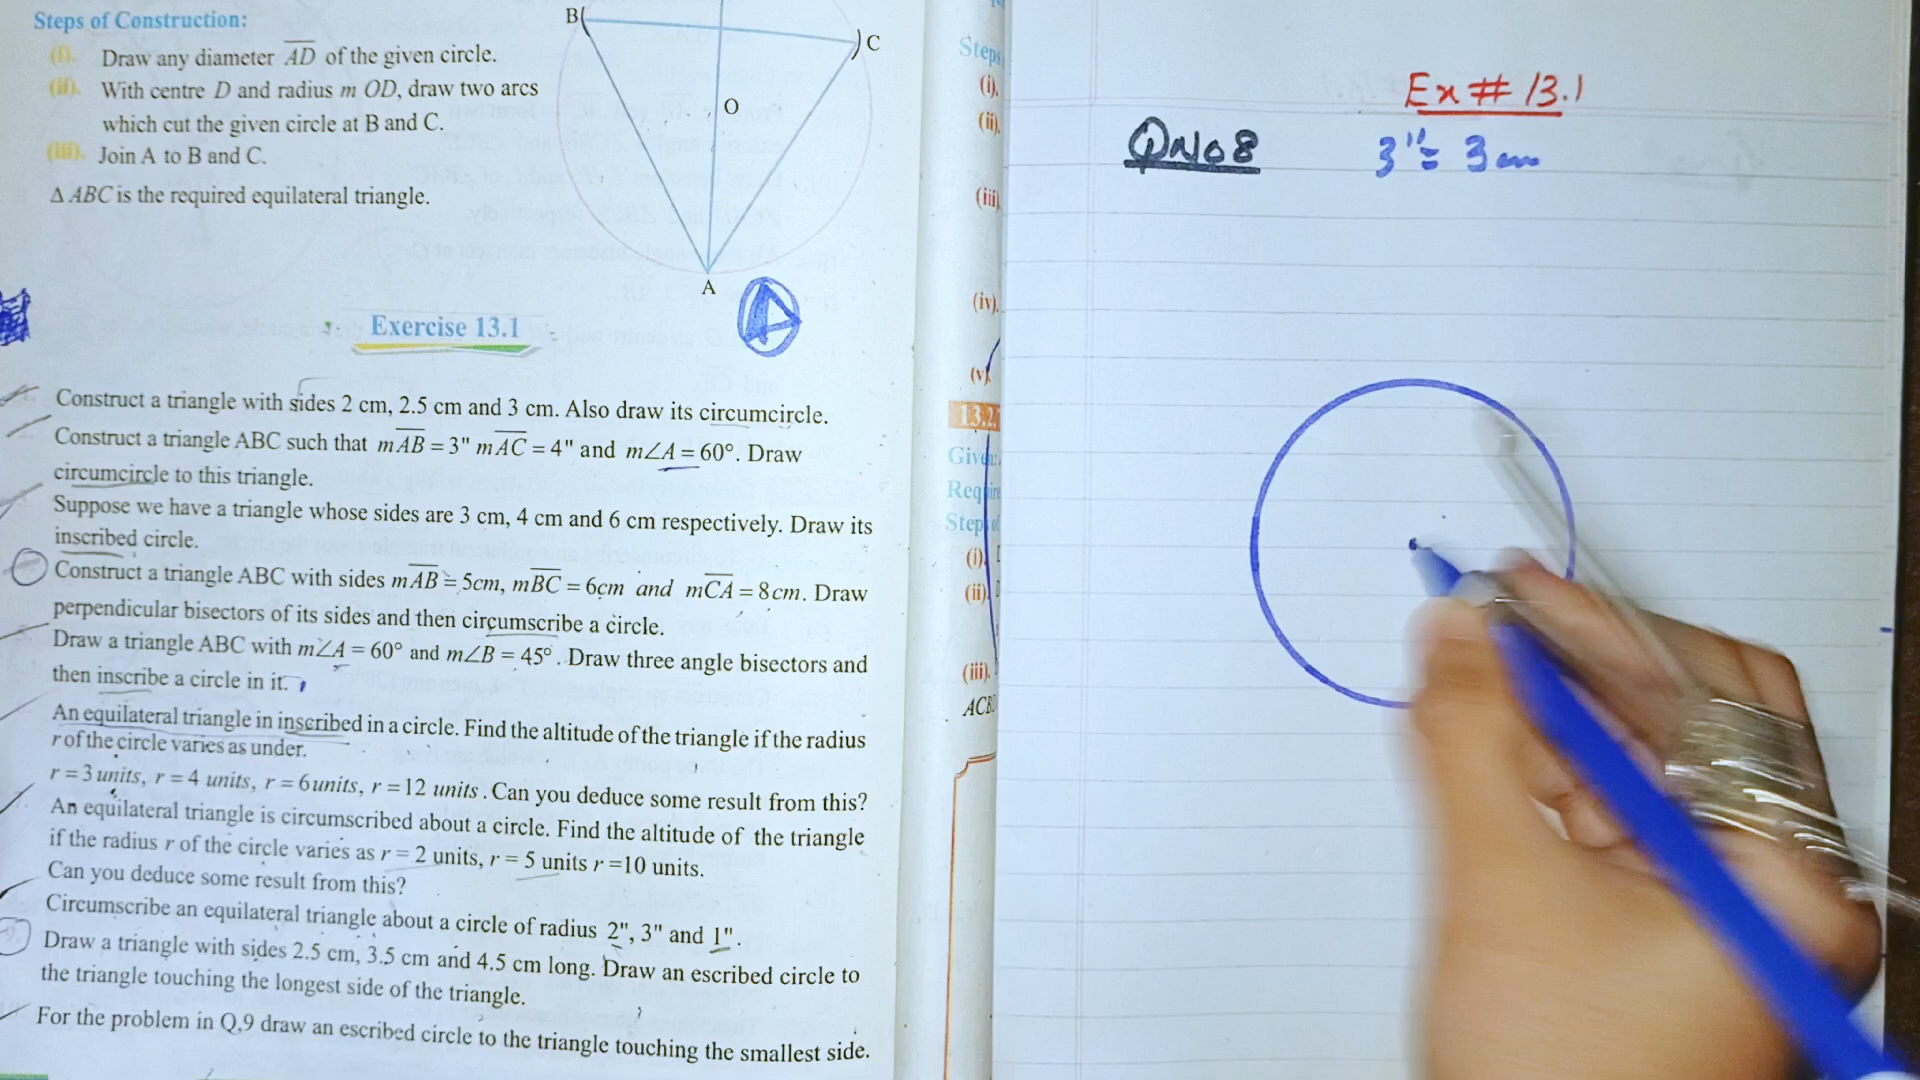 Steps of Construction:
(i). Draw any diameter AD of the given circle.
(ii). With centre D and radius m OD, draw two arcs
which cut the given circle at B and C.
(iii). Join A to B and C.
Δ ABC is the required equilateral triangle.
B
C
O
A
Exercise 13.1
Construct a triangle with sides 2 cm, 2.5 cm and 3 cm. Also draw its circumcircle.
Construct a triangle ABC such that mAB = 3" mAC = 4" and m∠A = 60°. Draw
circumcircle to this triangle.
Suppose we have a triangle whose sides are 3 cm, 4 cm and 6 cm respectively. Draw its
inscribed circle.
Construct a triangle ABC with sides mAB = 5cm, mBC = 6cm and mCA = 8cm. Draw
perpendicular bisectors of its sides and then circumscribe a circle.
Draw a triangle ABC with m∠A = 60° and m∠B = 45°. Draw three angle bisectors and
then inscribe a circle in it.
An equilateral triangle in inscribed in a circle. Find the altitude of the triangle if the radius
r of the circle varies as under.
r = 3 units, r = 4 units, r = 6 units, r = 12 units. Can you deduce some result from this?
An equilateral triangle is circumscribed about a circle. Find the altitude of the triangle
if the radius r of the circle varies as r = 2 units, r = 5 units r =10 units.
Can you deduce some result from this?
Circumscribe an equilateral triangle about a circle of radius 2", 3" and 1".
Draw a triangle with sides 2.5 cm, 3.5 cm and 4.5 cm long. Draw an escribed circle to
the triangle touching the longest side of the triangle.
For the problem in Q,9 draw an escribed circle to the triangle touching the smallest side.
Steps
(i).
(ii).
(iii)
(iv).
(v).
13.2.
(i).
(ii).
(iii).
Ex # 13.1
QNo8
3" = 3 cm